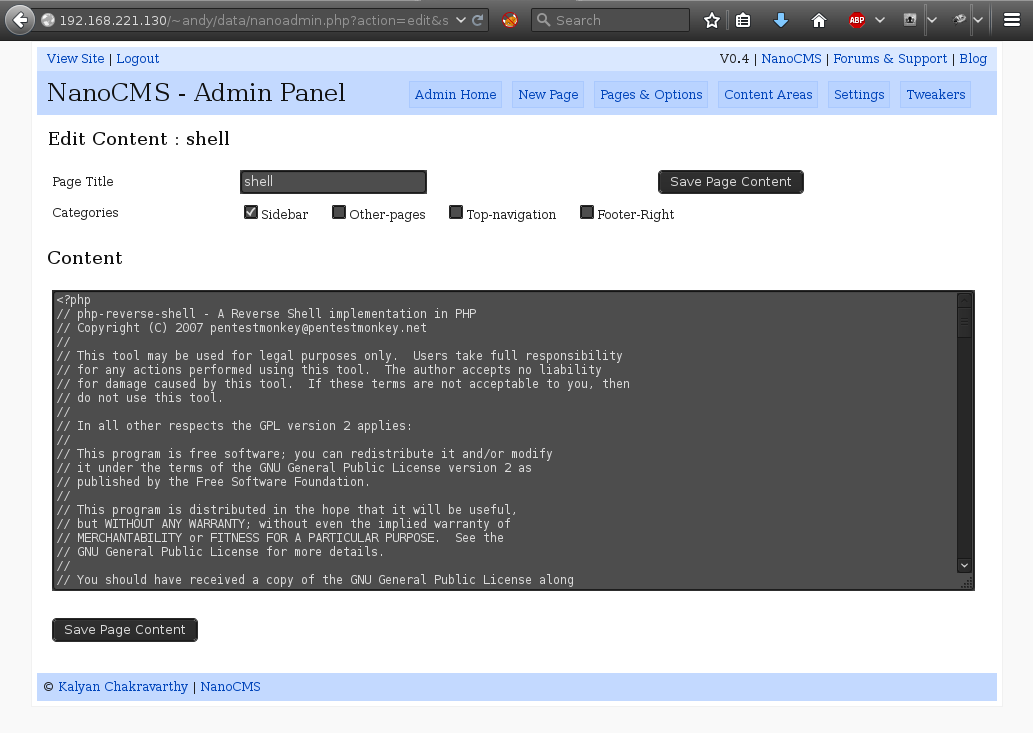 192.168.221.130/~andy/data/nanoadmin.php?action=edit&s
Search
ABP
View Site | Logout
V0.4 | NanoCMS | Forums & Support | Blog
NanoCMS - Admin Panel
Admin Home
New Page
Pages & Options
Content Areas
Settings
Tweakers
Edit Content : shell
Page Title
shell
Save Page Content
Categories
Sidebar
Other-pages
Top-navigation
Footer-Right
Content
<?php
// php-reverse-shell - A Reverse Shell implementation in PHP
// Copyright (C) 2007 pentestmonkey@pentestmonkey.net
//
// This tool may be used for legal purposes only.  Users take full responsibility
// for any actions performed using this tool.  The author accepts no liability
// for damage caused by this tool.  If these terms are not acceptable to you, then
// do not use this tool.
//
// In all other respects the GPL version 2 applies:
//
// This program is free software; you can redistribute it and/or modify
// it under the terms of the GNU General Public License version 2 as
// published by the Free Software Foundation.
//
// This program is distributed in the hope that it will be useful,
// but WITHOUT ANY WARRANTY; without even the implied warranty of
// MERCHANTABILITY or FITNESS FOR A PARTICULAR PURPOSE.  See the
// GNU General Public License for more details.
//
// You should have received a copy of the GNU General Public License along
Save Page Content
© Kalyan Chakravarthy | NanoCMS